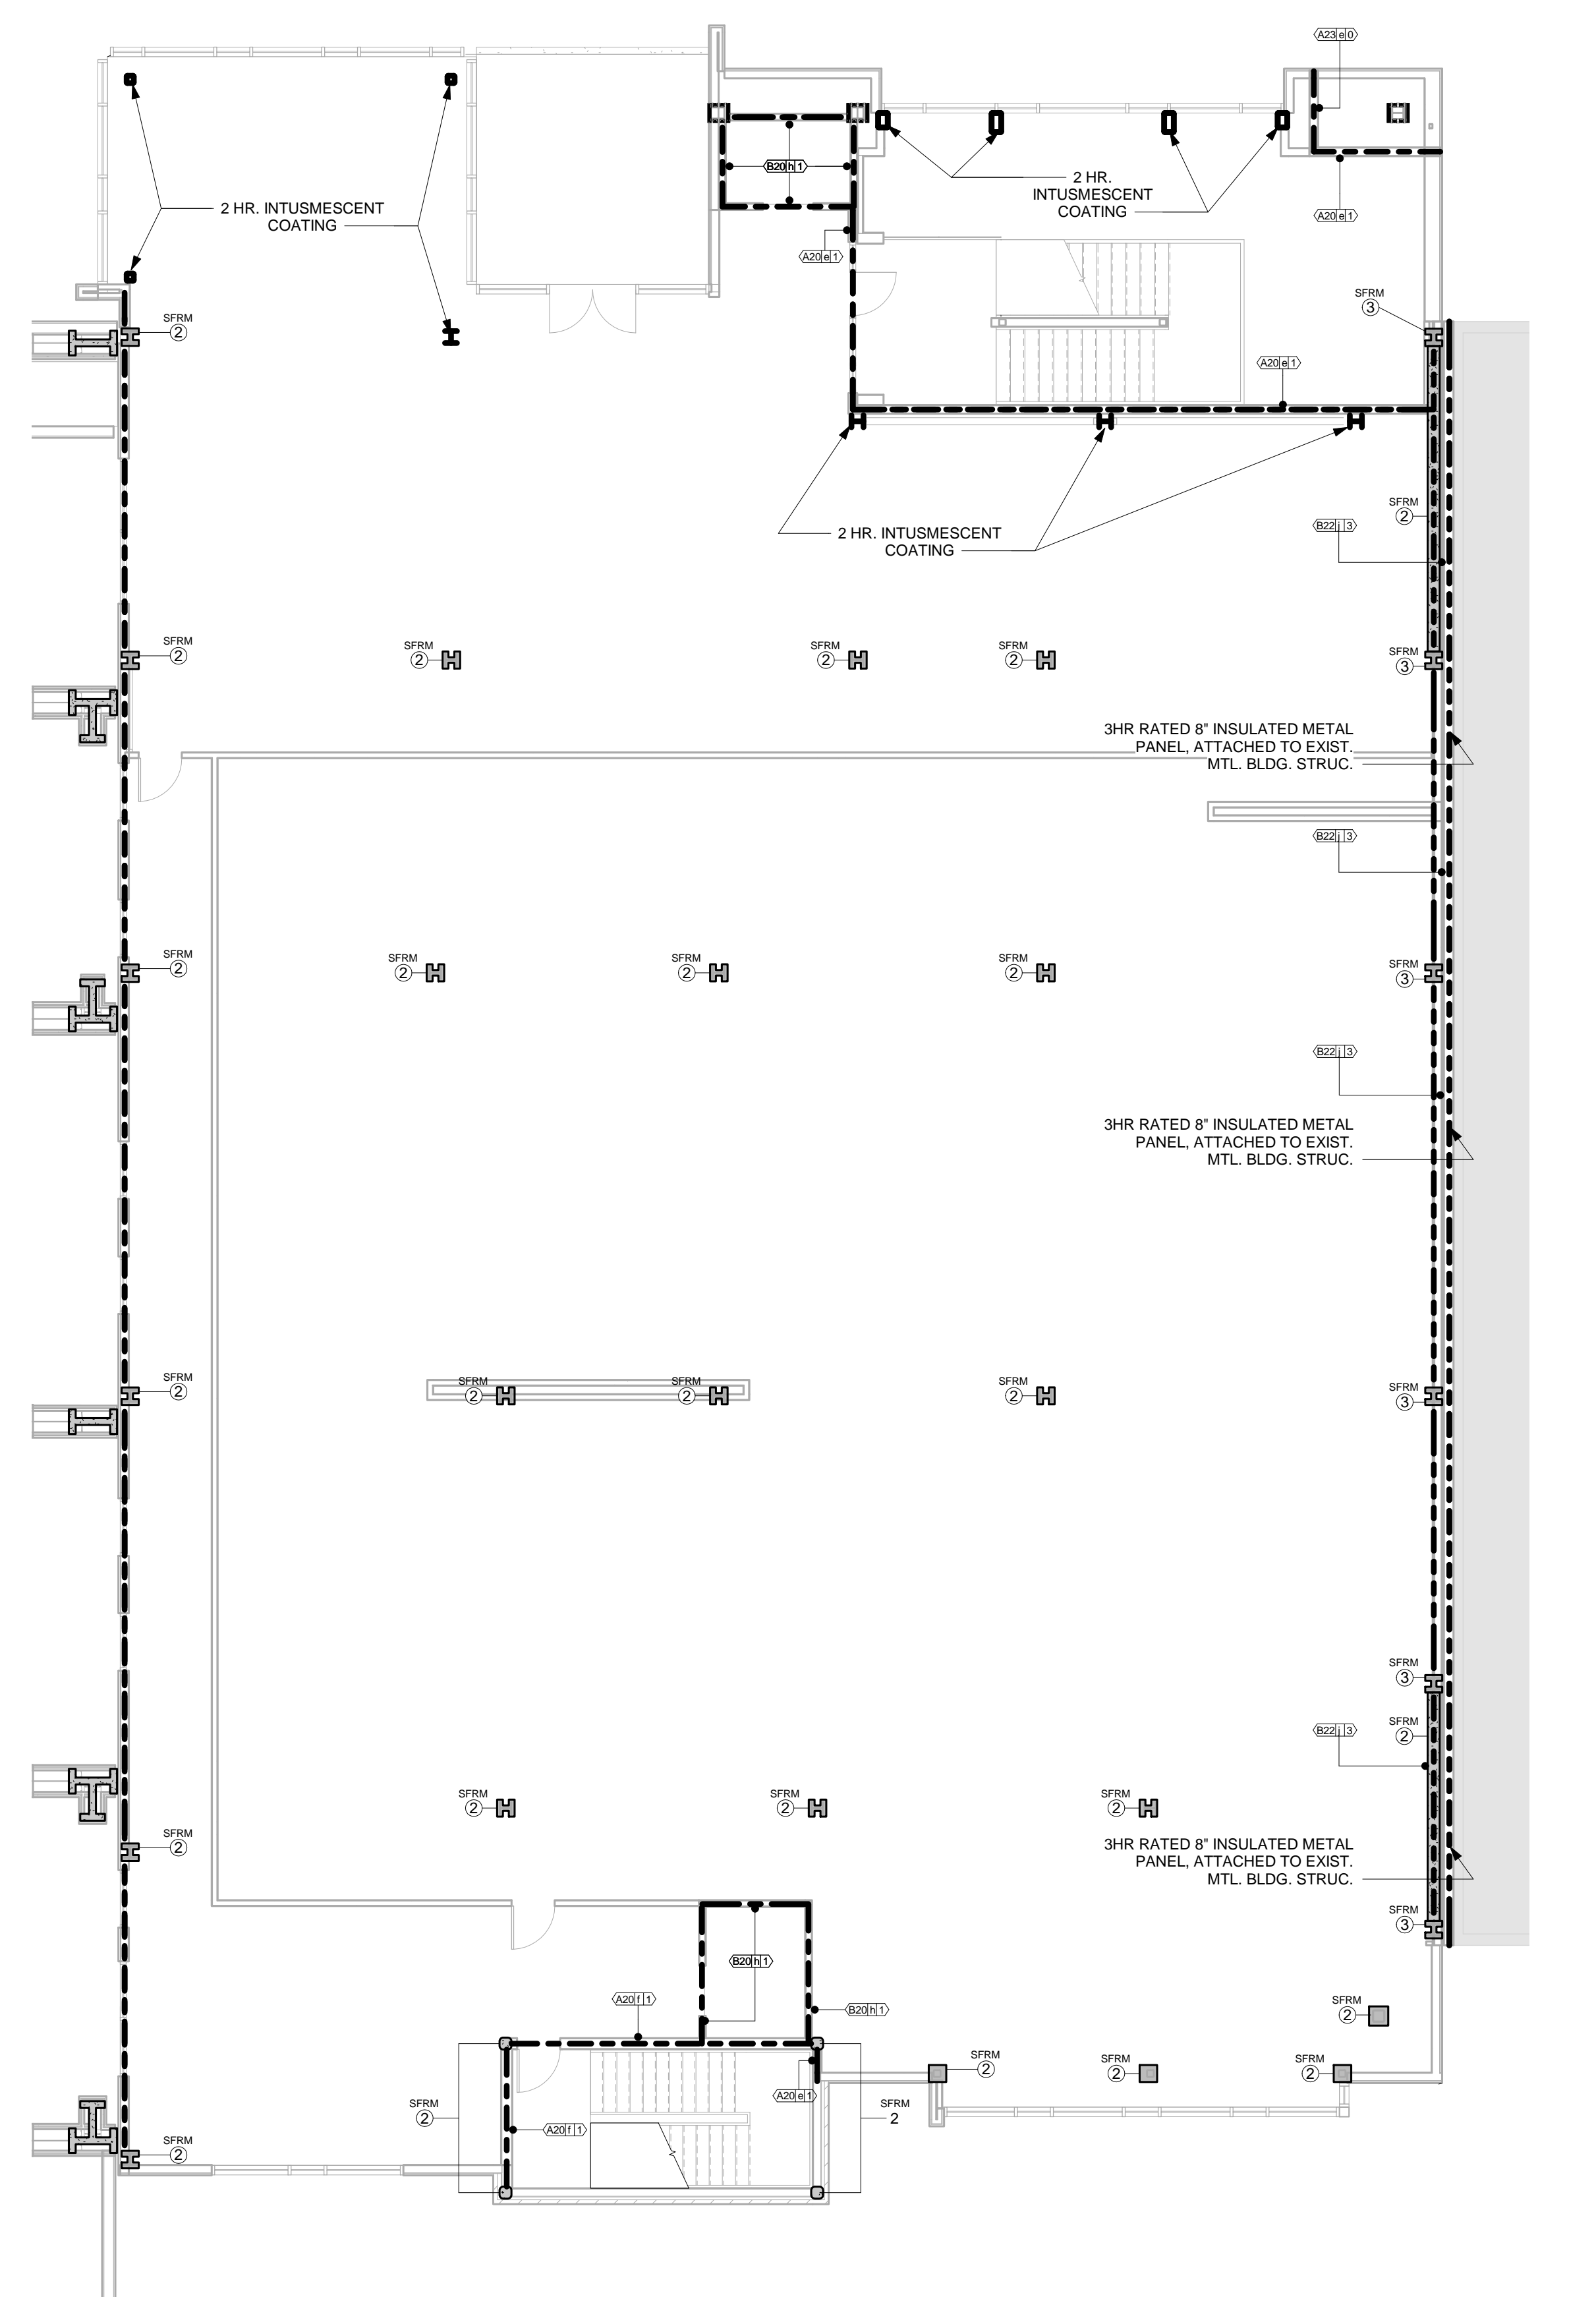 A23 e 0
B20 h 1
2 HR.
INTUSMESCENT
COATING
2 HR. INTUSMESCENT
COATING
A20 e 1
A20 e 1
SFRM
3
SFRM
2
A20 e 1
SFRM
2
B22 j 3
2 HR. INTUSMESCENT
COATING
SFRM
2
SFRM
2
SFRM
2
SFRM
2
SFRM
3
3HR RATED 8" INSULATED METAL
PANEL, ATTACHED TO EXIST.
MTL. BLDG. STRUC.
B22 j 3
SFRM
2
SFRM
2
SFRM
2
SFRM
2
SFRM
3
B22 j 3
3HR RATED 8" INSULATED METAL
PANEL, ATTACHED TO EXIST.
MTL. BLDG. STRUC.
SFRM
2
SFRM
2
SFRM
2
SFRM
2
SFRM
3
SFRM
3
B22 j 3
SFRM
2
SFRM
2
SFRM
2
SFRM
2
SFRM
2
3HR RATED 8" INSULATED METAL
PANEL, ATTACHED TO EXIST.
MTL. BLDG. STRUC.
SFRM
3
B20 h 1
A20 f 1
B20 h 1
SFRM
2
SFRM
2
SFRM
2
SFRM
2
A20 e 1
SFRM
2
SFRM
2
A20 f 1
SFRM
2